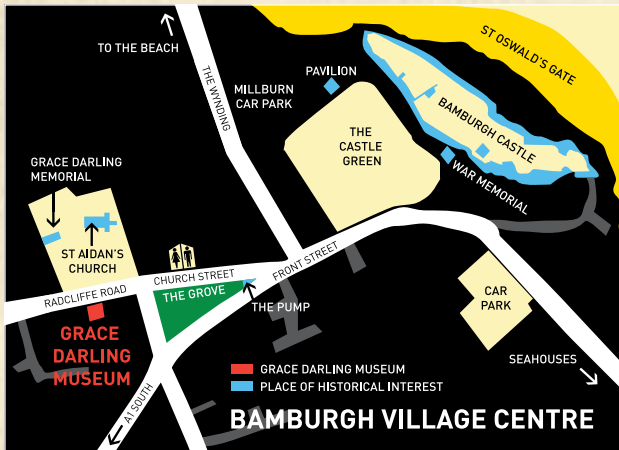 TO THE BEACH
THE WYNDING
MILLBURN
CAR PARK
PAVILION
ST OSWALD'S GATE
BAMBURGH CASTLE
THE
CASTLE
GREEN
WAR MEMORIAL
GRACE DARLING
MEMORIAL
ST AIDAN'S
CHURCH
CHURCH STREET
FRONT STREET
RADCLIFFE ROAD
THE GROVE
THE PUMP
CAR
PARK
GRACE
DARLING
MUSEUM
SEAHOUSES
A1 SOUTH
GRACE DARLING MUSEUM
PLACE OF HISTORICAL INTEREST
BAMBURGH VILLAGE CENTRE